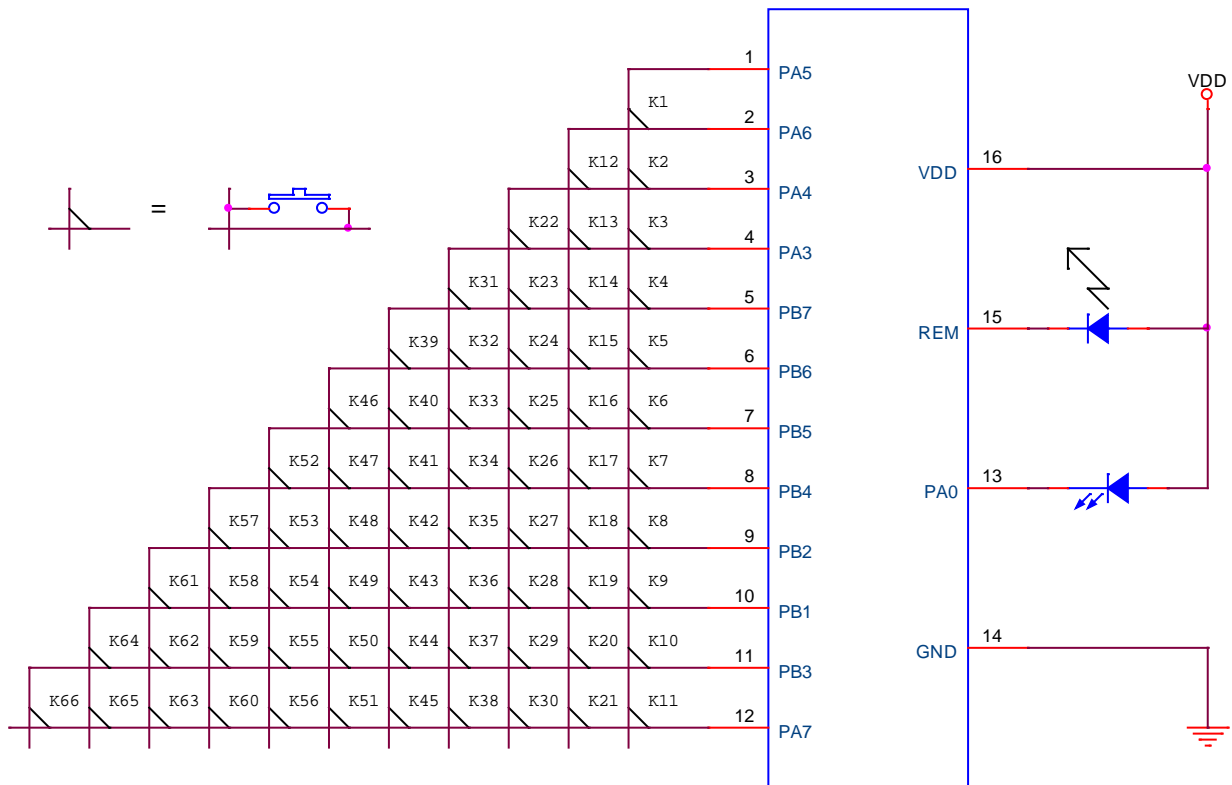 1 PA5
VDD
K1
2 PA6
K12 K2
16 VDD
3 PA4
=
K22 K13 K3
4 PA3
K31 K23 K14 K4
5 PB7
15 REM
K39 K32 K24 K15 K5
6 PB6
K46 K40 K33 K25 K16 K6
7 PB5
K52 K47 K41 K34 K26 K17 K7
8 PB4
13 PA0
K57 K53 K48 K42 K35 K27 K18 K8
9 PB2
K61 K58 K54 K49 K43 K36 K28 K19 K9
10 PB1
K64 K62 K59 K55 K50 K44 K37 K29 K20 K10
14 GND
11 PB3
K66 K65 K63 K60 K56 K51 K45 K38 K30 K21 K11
12 PA7